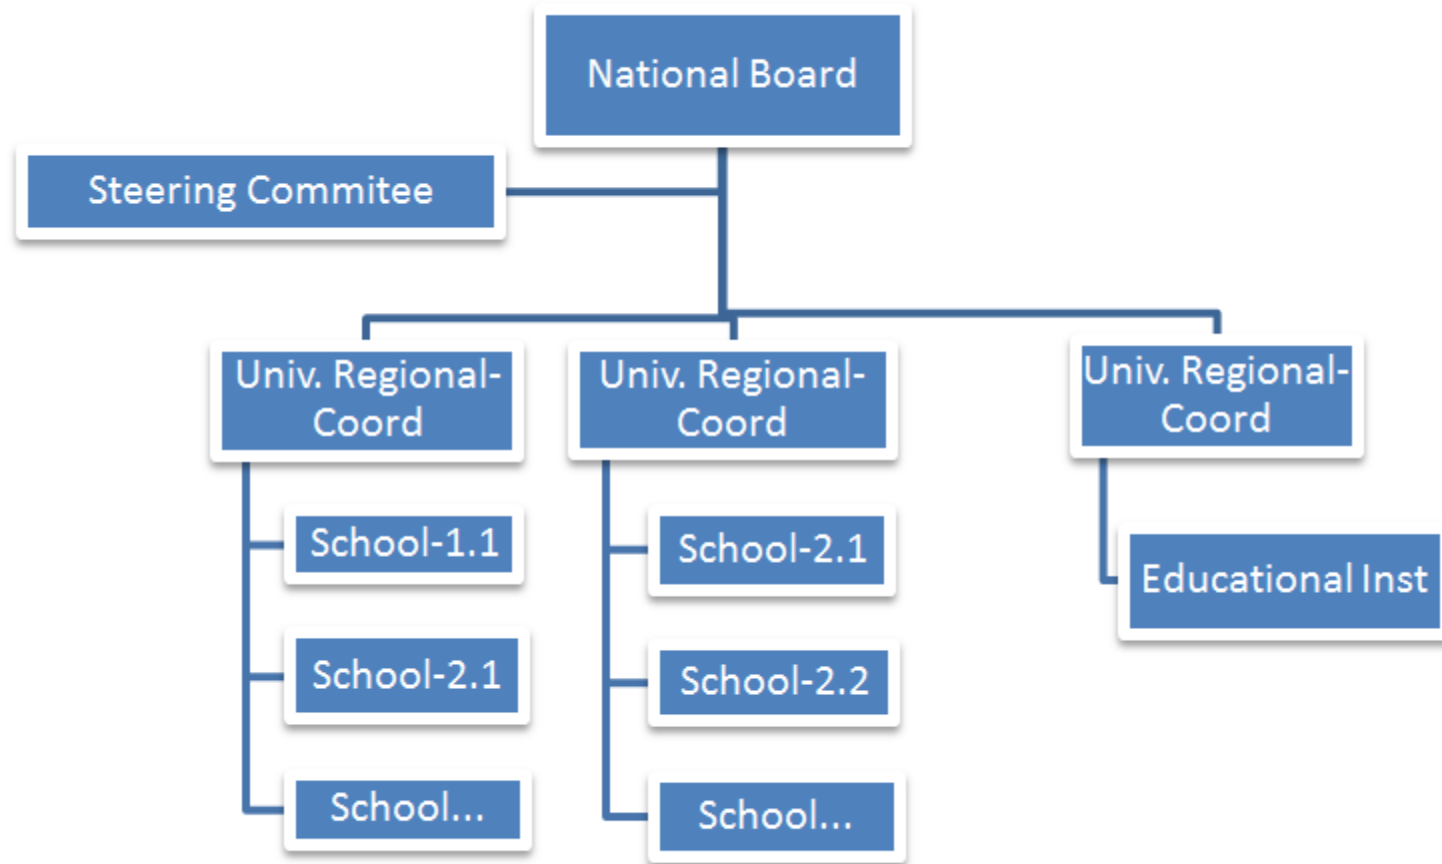 National Board
Steering Commitee
Univ. Regional-
Coord
Univ. Regional-
Coord
Univ. Regional-
Coord
School-1.1
School-2.1
School...
School-2.1
School-2.2
School...
Educational Inst